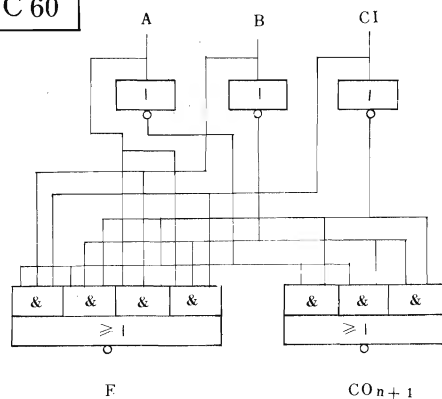 C 60
A B CI
1 1 1
& & & & & & &
≥ 1 ≥ 1
F COn + 1